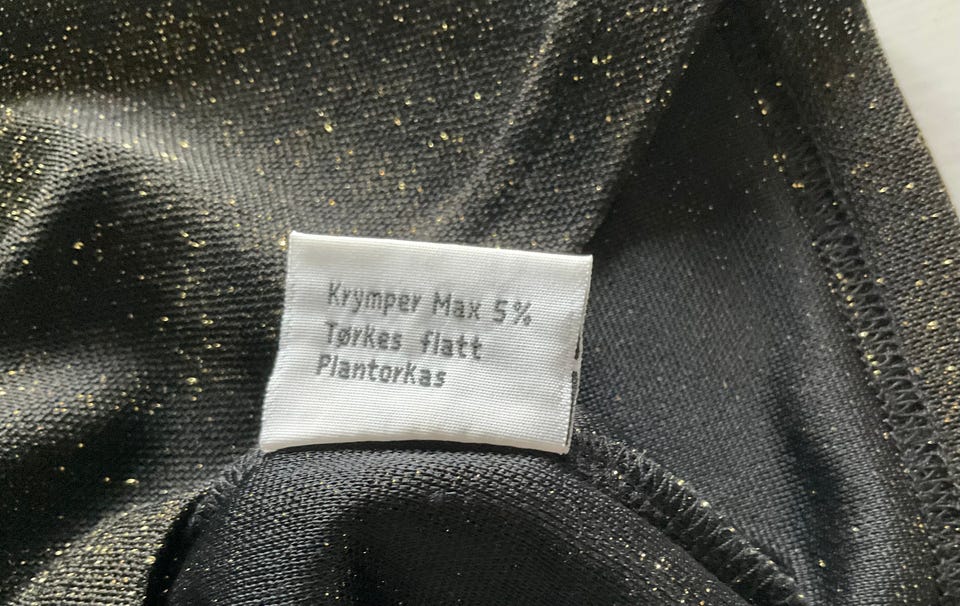 Krymper Max 5%
Tørkes flatt
Plantorkas